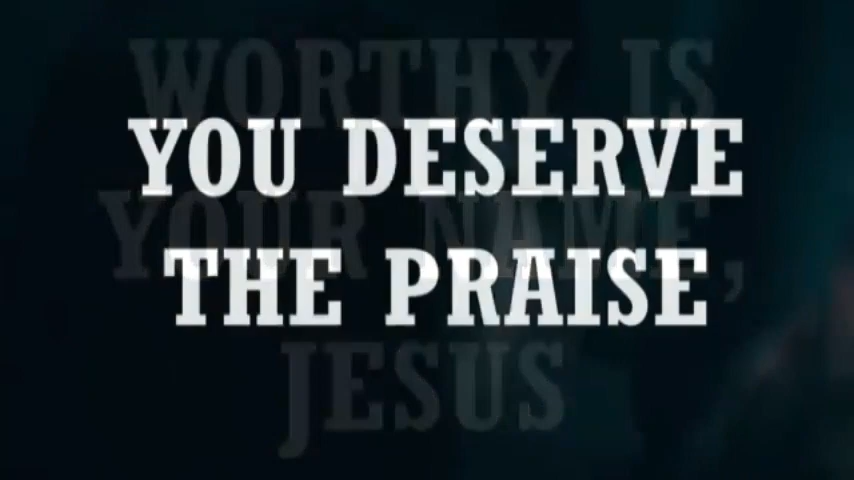 WORTHY IS
YOU DESERVE
YOUR NAME,
THE PRAISE
JESUS